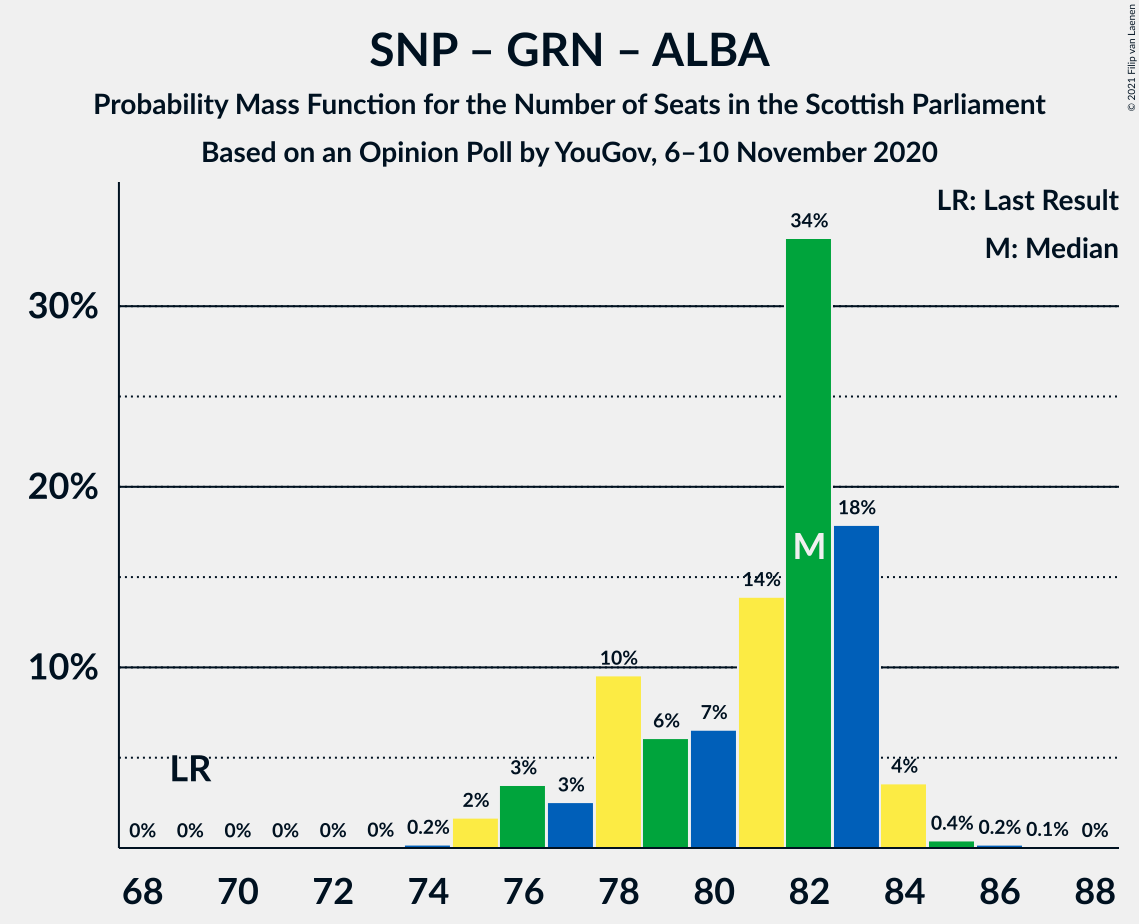 SNP – GRN – ALBA
Probability Mass Function for the Number of Seats in the Scottish Parliament
Based on an Opinion Poll by YouGov, 6–10 November 2020
© 2021 Filip van Laenen
LR: Last Result
M: Median
34%
30%
20%
18%
M
14%
10%
10%
7%
6%
LR
3%
3%
4%
2%
0% 0% 0% 0% 0% 0% 0.2% 0.4% 0.2% 0.1% 0%
68 70 72 74 76 78 80 82 84 86 88